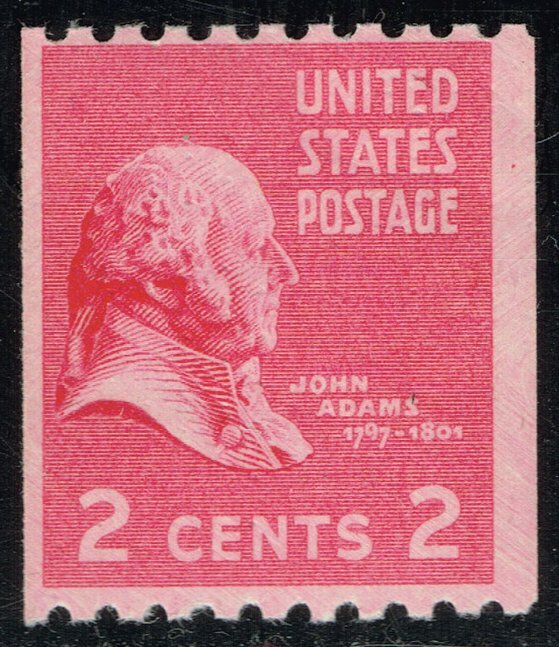 UNITED
STATES
POSTAGE
JOHN
ADAMS
1797-1801
2 CENTS 2